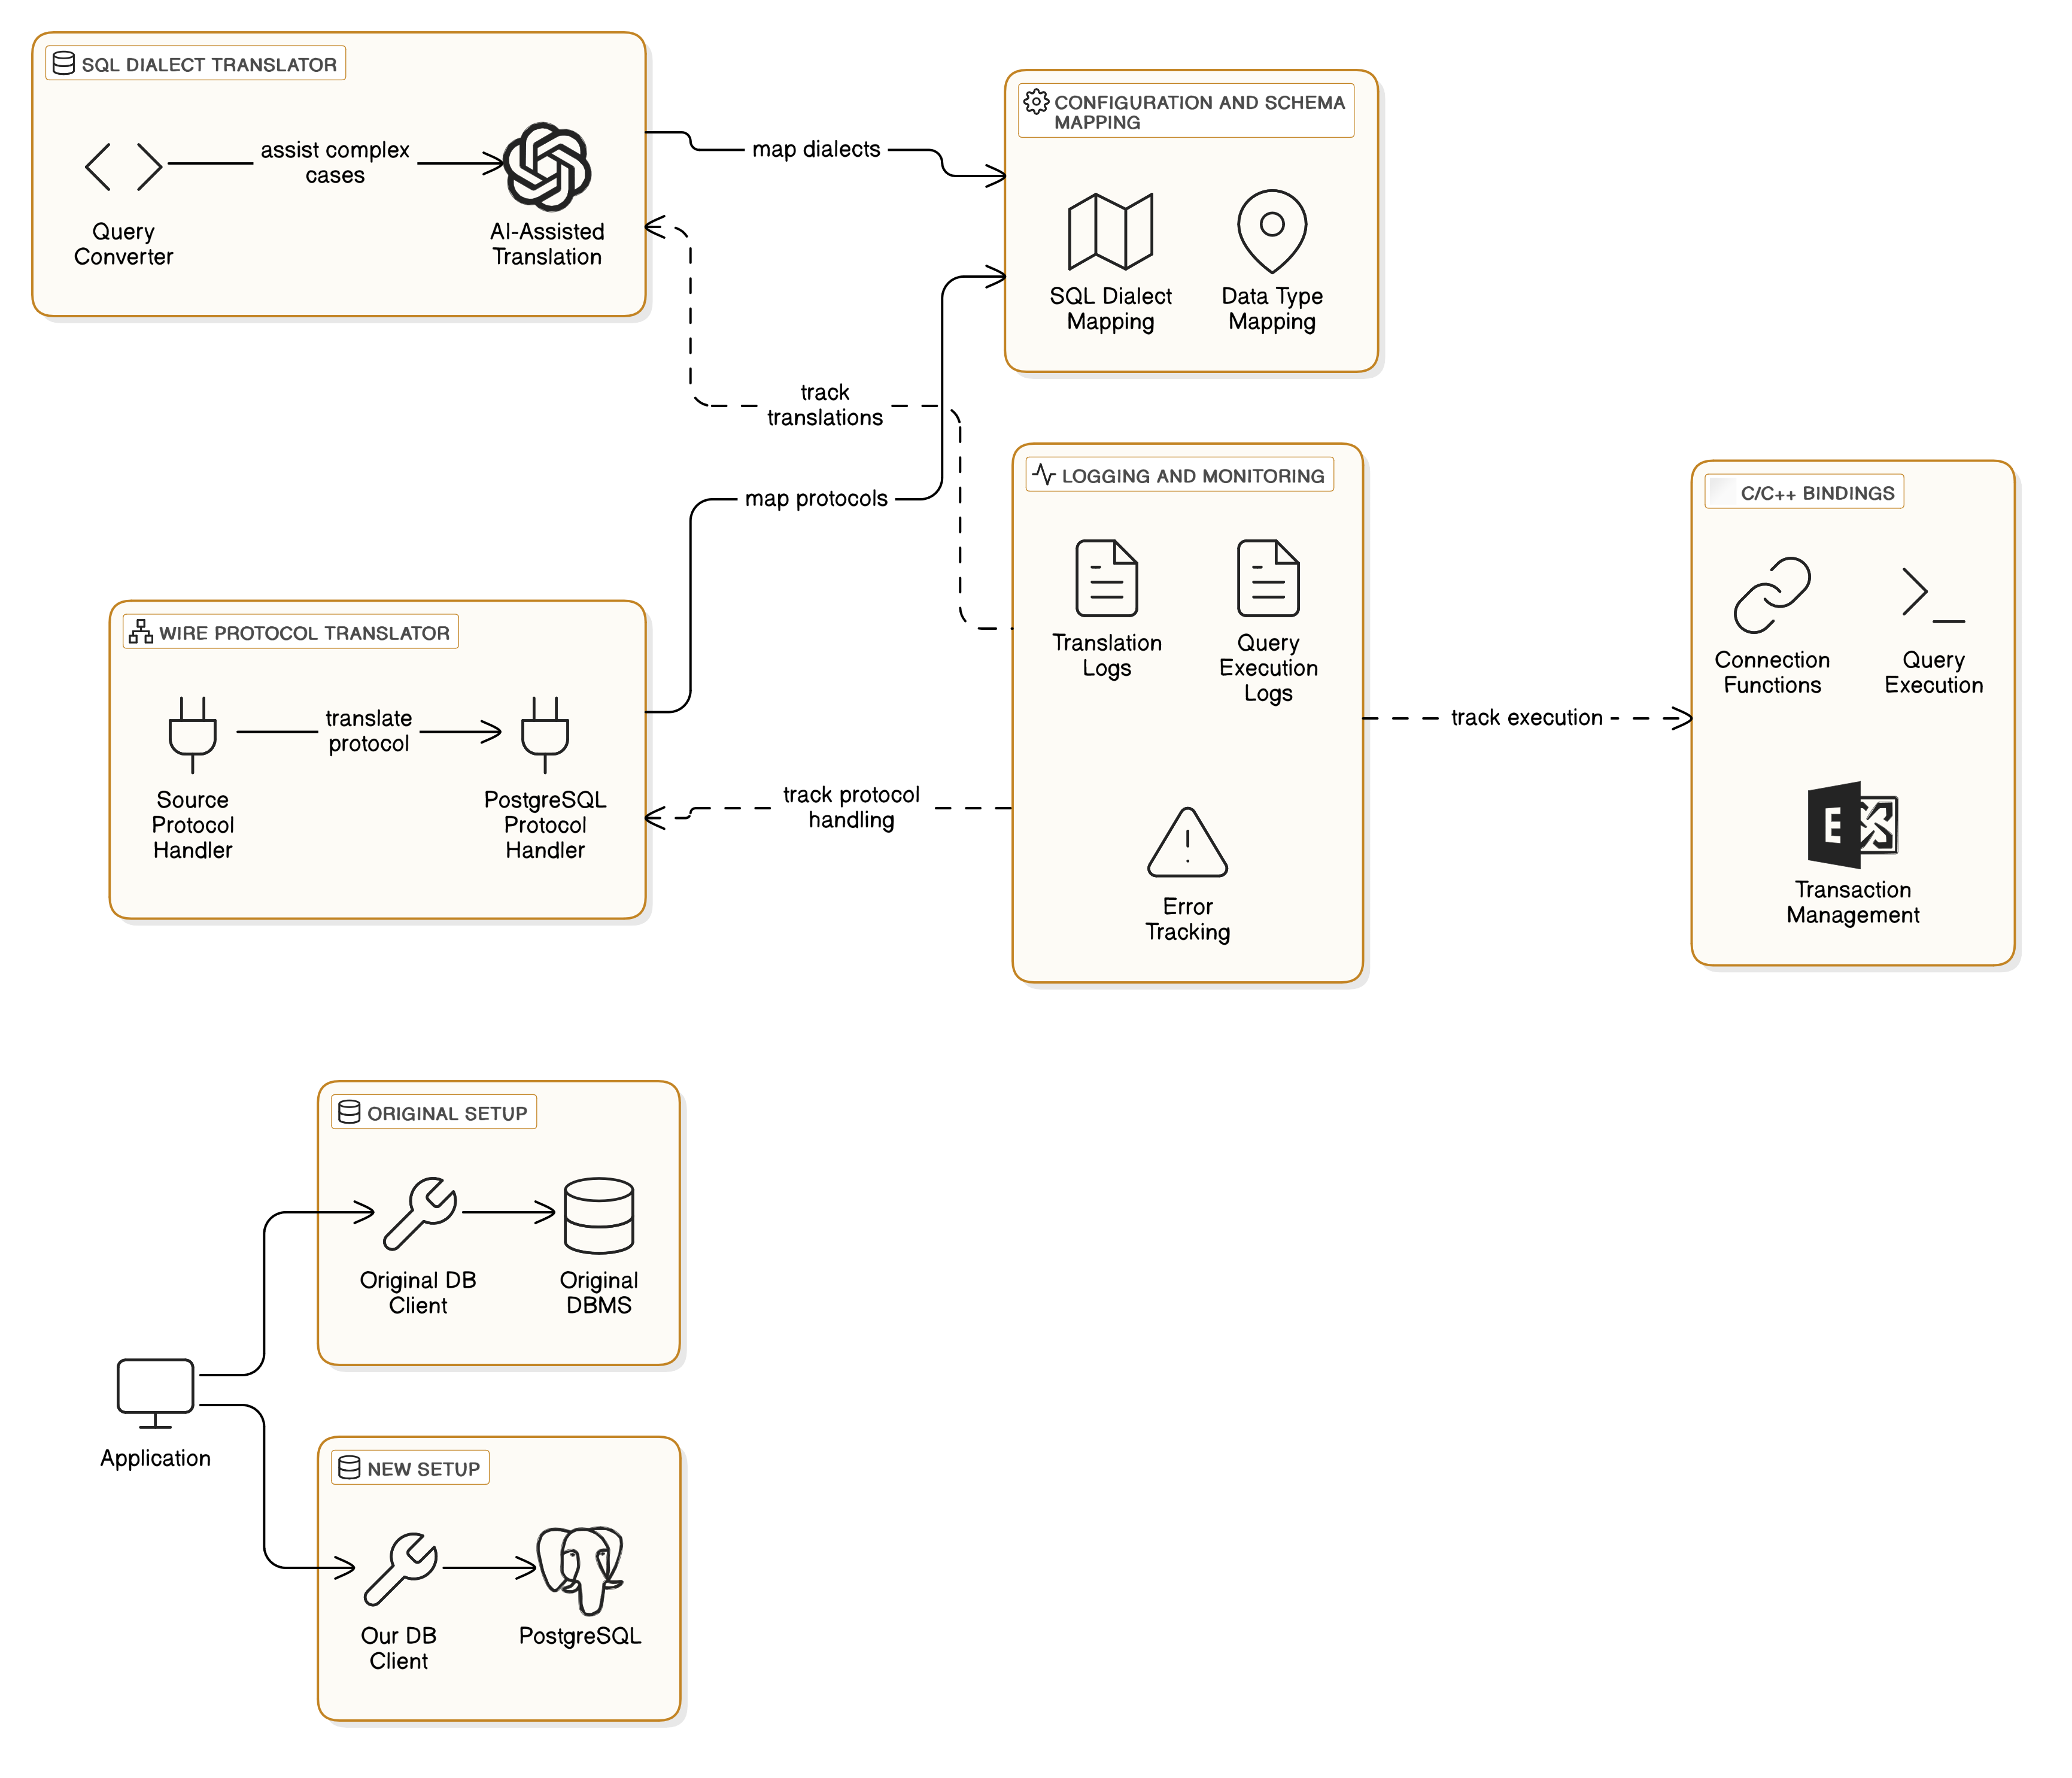 SQL DIALECT TRANSLATOR
assist complex
cases
Query
Converter
AI-Assisted
Translation
map dialects
CONFIGURATION AND SCHEMA
MAPPING
SQL Dialect
Mapping
Data Type
Mapping
track
translations
map protocols
LOGGING AND MONITORING
Translation
Logs
Query
Execution
Logs
Error
Tracking
track execution
C/C++ BINDINGS
Connection
Functions
Query
Execution
E
Transaction
Management
WIRE PROTOCOL TRANSLATOR
translate
protocol
Source
Protocol
Handler
PostgreSQL
Protocol
Handler
track protocol
handling
ORIGINAL SETUP
Original DB
Client
Original
DBMS
Application
NEW SETUP
Our DB
Client
PostgreSQL